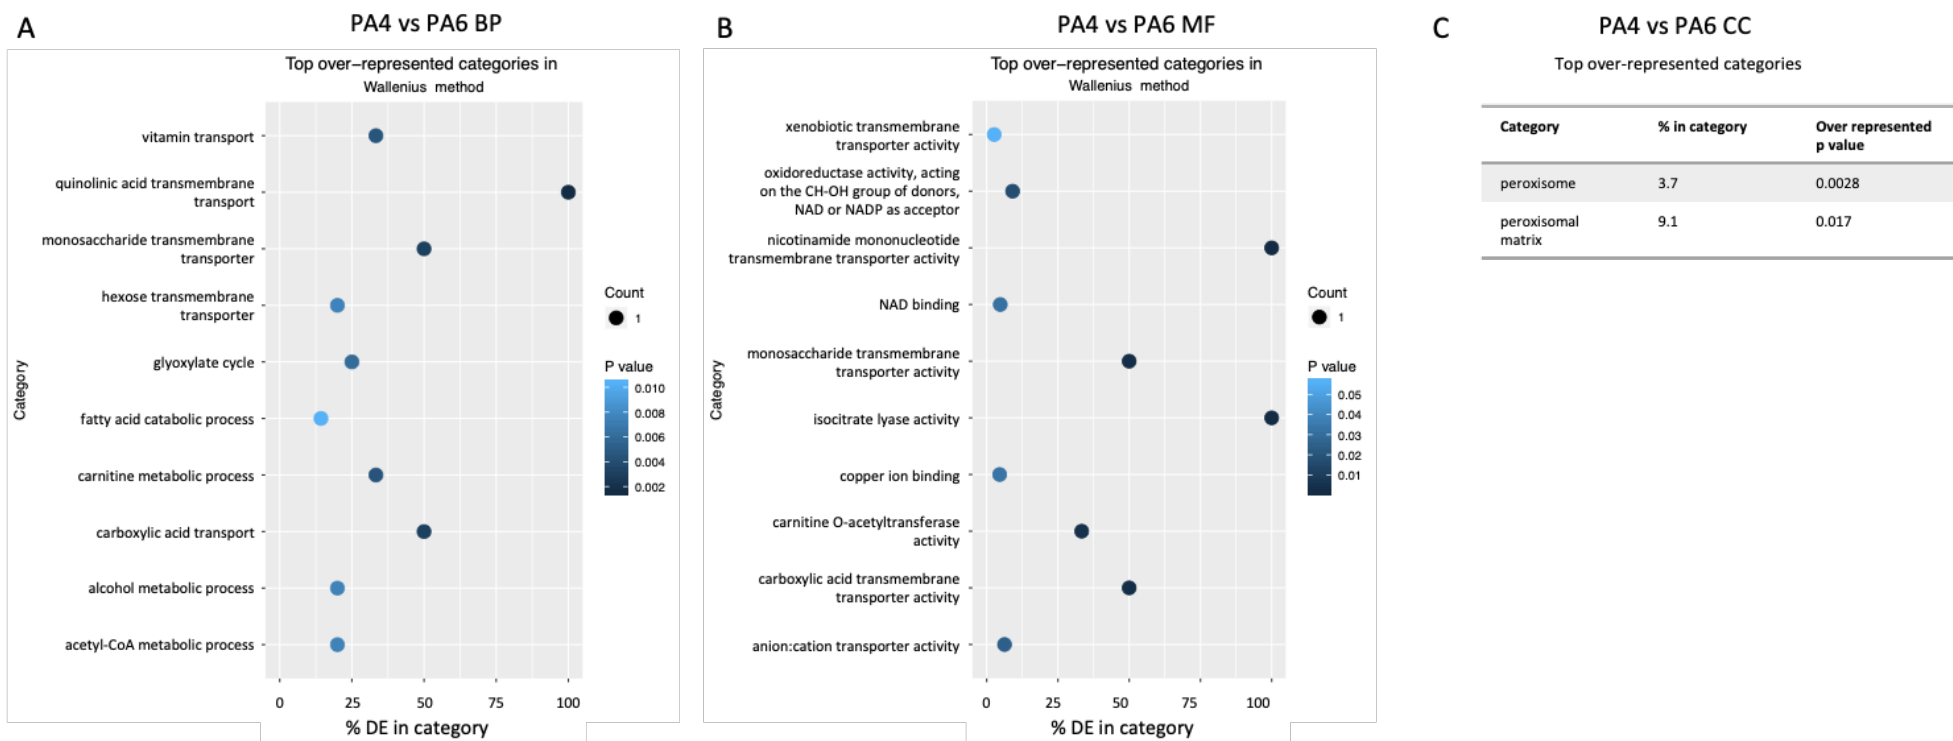 A
PA4 vs PA6 BP
Top over−represented categories in
Wallenius method
vitamin transport
quinolinic acid transmembrane
transport
monosaccharide transmembrane
transporter
hexose transmembrane
transporter
glyoxylate cycle
fatty acid catabolic process
carnitine metabolic process
carboxylic acid transport
alcohol metabolic process
acetyl-CoA metabolic process
Category
0 25 50 75 100
% DE in category
Count
1
P value
0.010
0.008
0.006
0.004
0.002
B
PA4 vs PA6 MF
Top over−represented categories in
Wallenius method
xenobiotic transmembrane
transporter activity
oxidoreductase activity, acting
on the CH-OH group of donors,
NAD or NADP as acceptor
nicotinamide mononucleotide
transmembrane transporter activity
NAD binding
monosaccharide transmembrane
transporter activity
isocitrate lyase activity
copper ion binding
carnitine O-acetyltransferase
activity
carboxylic acid transmembrane
transporter activity
anion:cation transporter activity
Category
0 25 50 75 100
% DE in category
Count
1
P value
0.05
0.04
0.03
0.02
0.01
C
PA4 vs PA6 CC
Top over-represented categories
Category % in category Over represented
p value
peroxisome 3.7 0.0028
peroxisomal 9.1 0.017
matrix